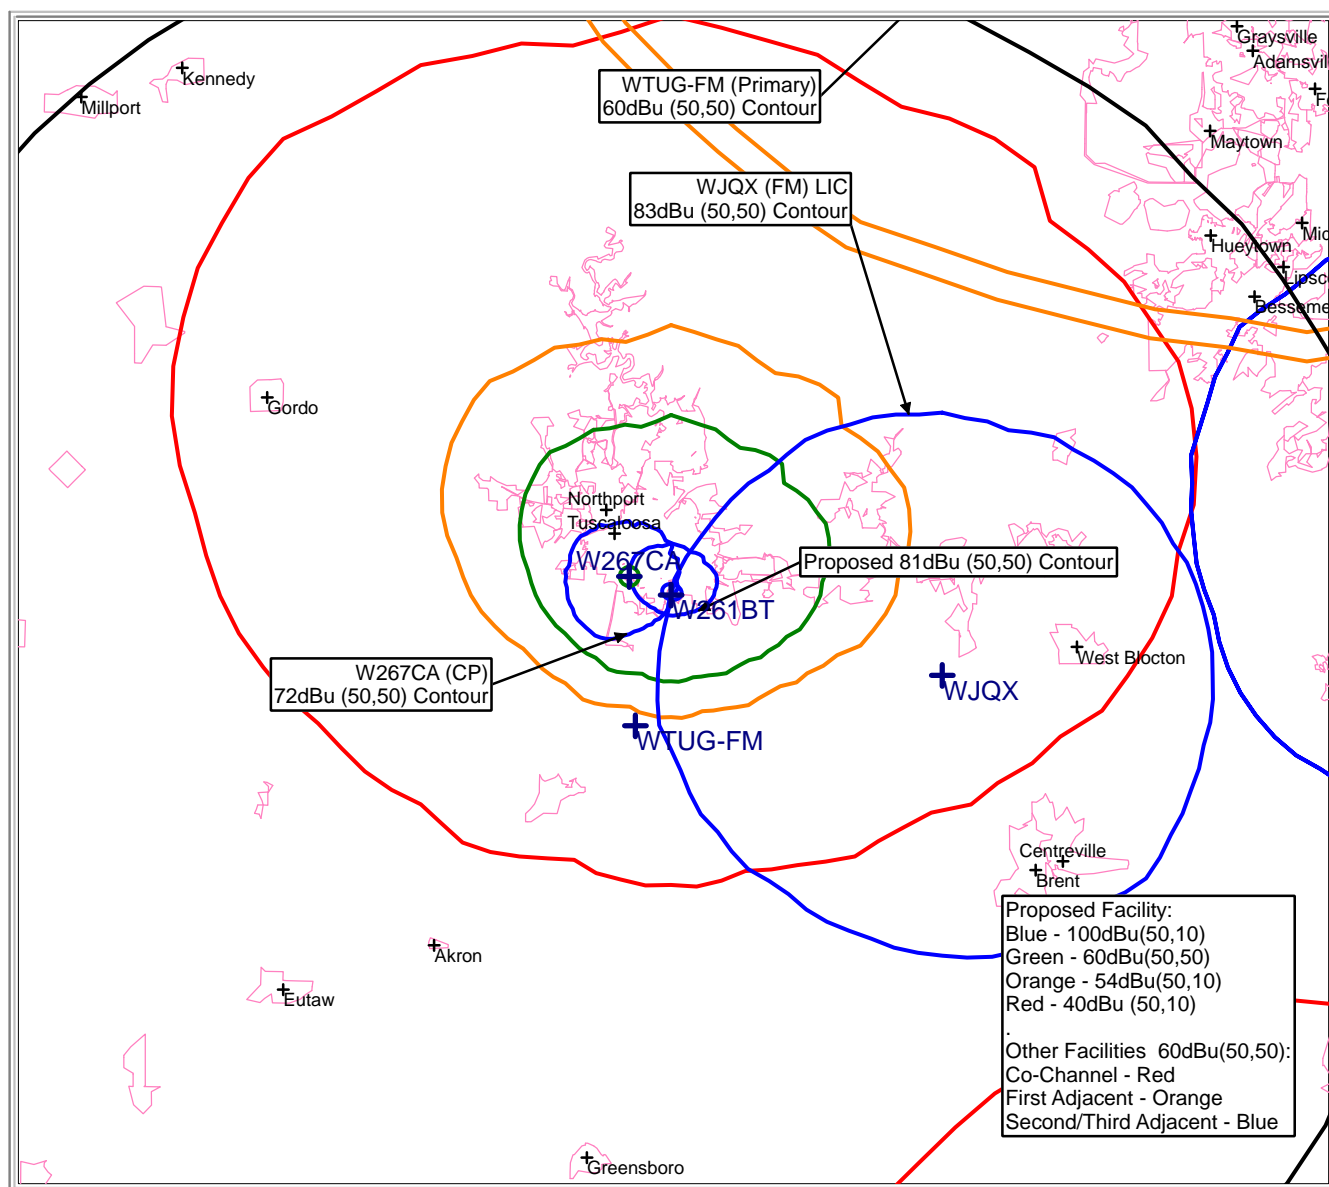 Graysville
Kennedy
Adamsvil
Millport
WTUG-FM (Primary)
60dBu (50,50) Contour
Maytown
WJQX (FM) LIC
83dBu (50,50) Contour
Hueytown
Lipsc
Besseme
Gordo
Northport
Tuscaloosa
W267CA
Proposed 81dBu (50,50) Contour
W261BT
W267CA (CP)
72dBu (50,50) Contour
West Blocton
WJQX
WTUG-FM
Centreville
Brent
Proposed Facility:
Blue - 100dBu(50,10)
Green - 60dBu(50,50)
Orange - 54dBu(50,10)
Red - 40dBu (50,10)
.
Other Facilities  60dBu(50,50):
Co-Channel - Red
First Adjacent - Orange
Second/Third Adjacent - Blue
Akron
Eutaw
Greensboro